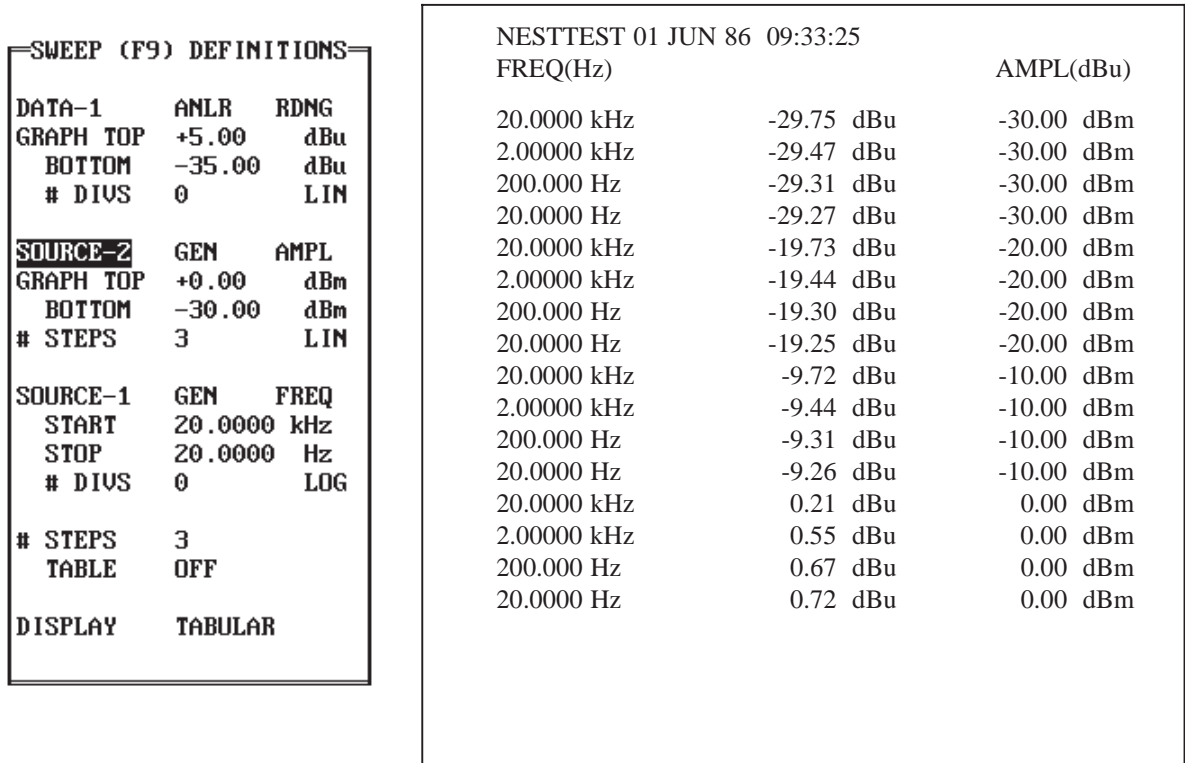 SWEEP (F9) DEFINITIONS
DATA-1 ANLR RDNG
GRAPH TOP +5.00 dBu
BOTTOM -35.00 dBu
# DIVS 0 LIN
SOURCE-2 GEN AMPL
GRAPH TOP +0.00 dBm
BOTTOM -30.00 dBm
# STEPS 3 LIN
SOURCE-1 GEN FREQ
START 20.0000 kHz
STOP 20.0000 Hz
# DIVS 0 LOG
# STEPS 3
TABLE OFF
DISPLAY TABULAR
NESTTEST 01 JUN 86 09:33:25
FREQ(Hz) AMPL(dBu)
20.0000 kHz -29.75 dBu -30.00 dBm
2.00000 kHz -29.47 dBu -30.00 dBm
200.000 Hz -29.31 dBu -30.00 dBm
20.0000 Hz -29.27 dBu -30.00 dBm
20.0000 kHz -19.73 dBu -20.00 dBm
2.00000 kHz -19.44 dBu -20.00 dBm
200.000 Hz -19.30 dBu -20.00 dBm
20.0000 Hz -19.25 dBu -20.00 dBm
20.0000 kHz -9.72 dBu -10.00 dBm
2.00000 kHz -9.44 dBu -10.00 dBm
200.000 Hz -9.31 dBu -10.00 dBm
20.0000 Hz -9.26 dBu -10.00 dBm
20.0000 kHz 0.21 dBu 0.00 dBm
2.00000 kHz 0.55 dBu 0.00 dBm
200.000 Hz 0.67 dBu 0.00 dBm
20.0000 Hz 0.72 dBu 0.00 dBm